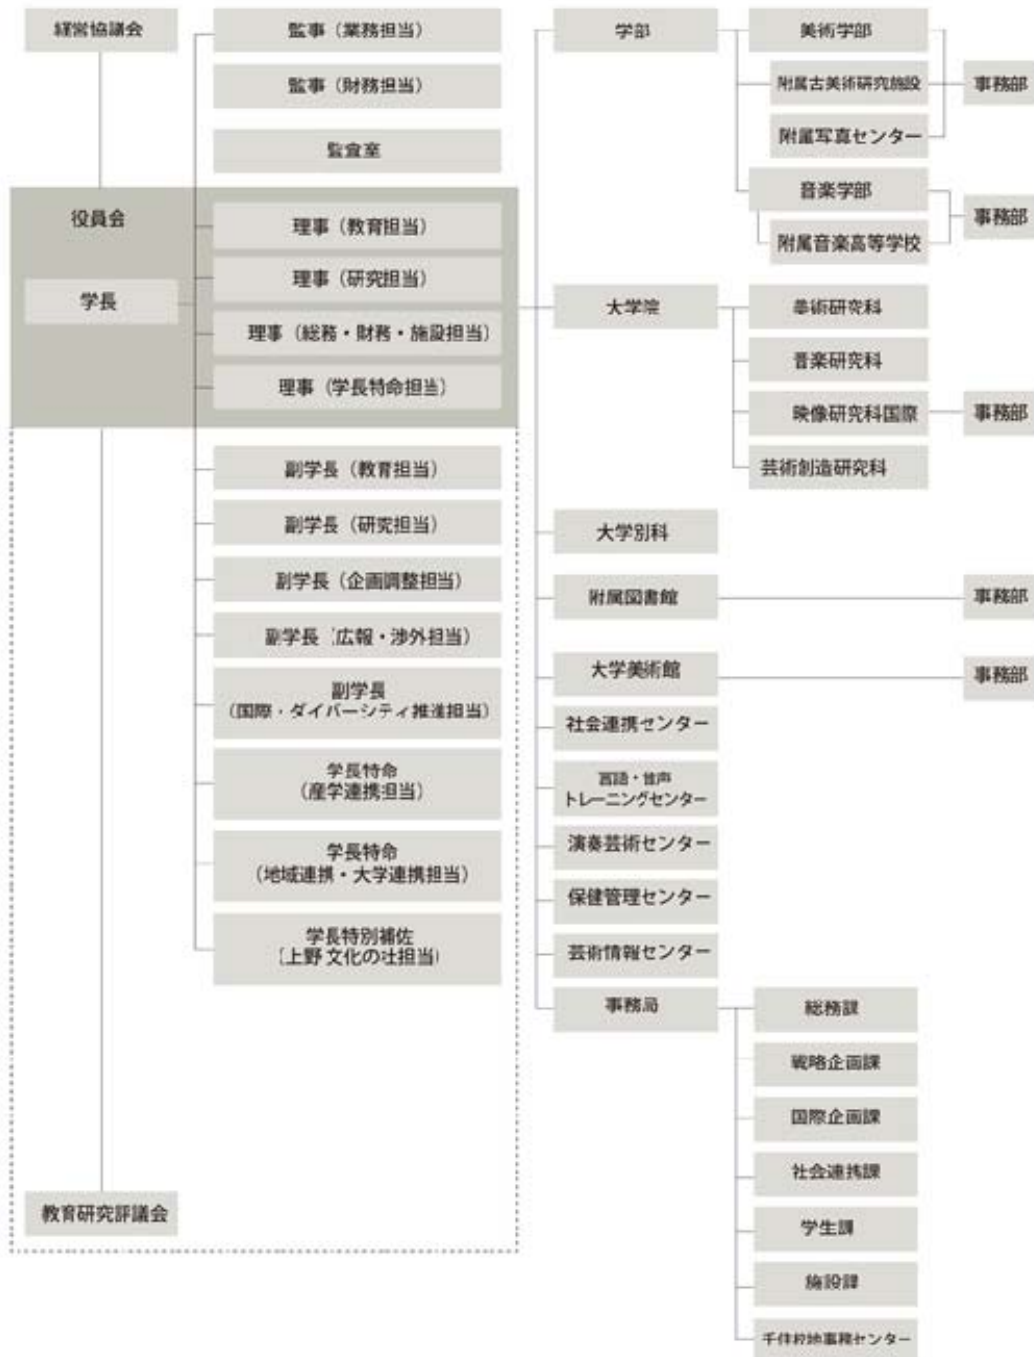 経営協議会
監事（業務担当）
監事（財務担当）
監査室
役員会
学長
理事（教育担当）
理事（研究担当）
理事（総務・財務・施設担当）
理事（学長特命担当）
副学長（教育担当）
副学長（研究担当）
副学長（企画調整担当）
副学長（広報・渉外担当）
副学長
（国際・ダイバーシティ推進担当）
学長特命
（産学連携担当）
学長特命
（地域連携・大学連携担当）
学長特別補佐
（上野文化の杜担当）
教育研究評議会
学部
美術学部
附属古美術研究施設
附属写真センター
事務部
音楽学部
附属音楽高等学校
事務部
大学院
美術研究科
音楽研究科
映像研究科国際
事務部
芸術創造研究科
大学別科
附属図書館
事務部
大学美術館
事務部
社会連携センター
言語・音声
トレーニングセンター
演奏芸術センター
保健管理センター
芸術情報センター
事務局
総務課
戦略企画課
国際企画課
社会連携課
学生課
施設課
千住校地事務センター